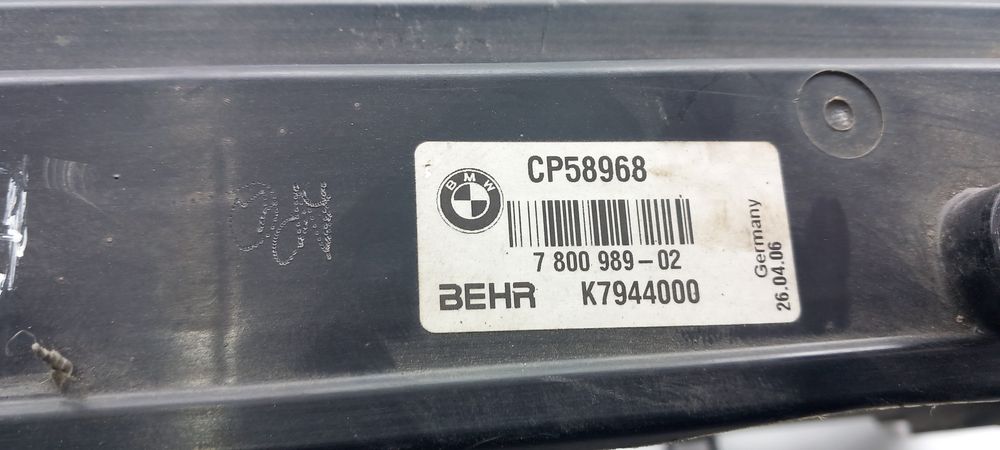 BMW
CP58968
7 800 989-02
BEHR K7944000
Germany
26.04.06